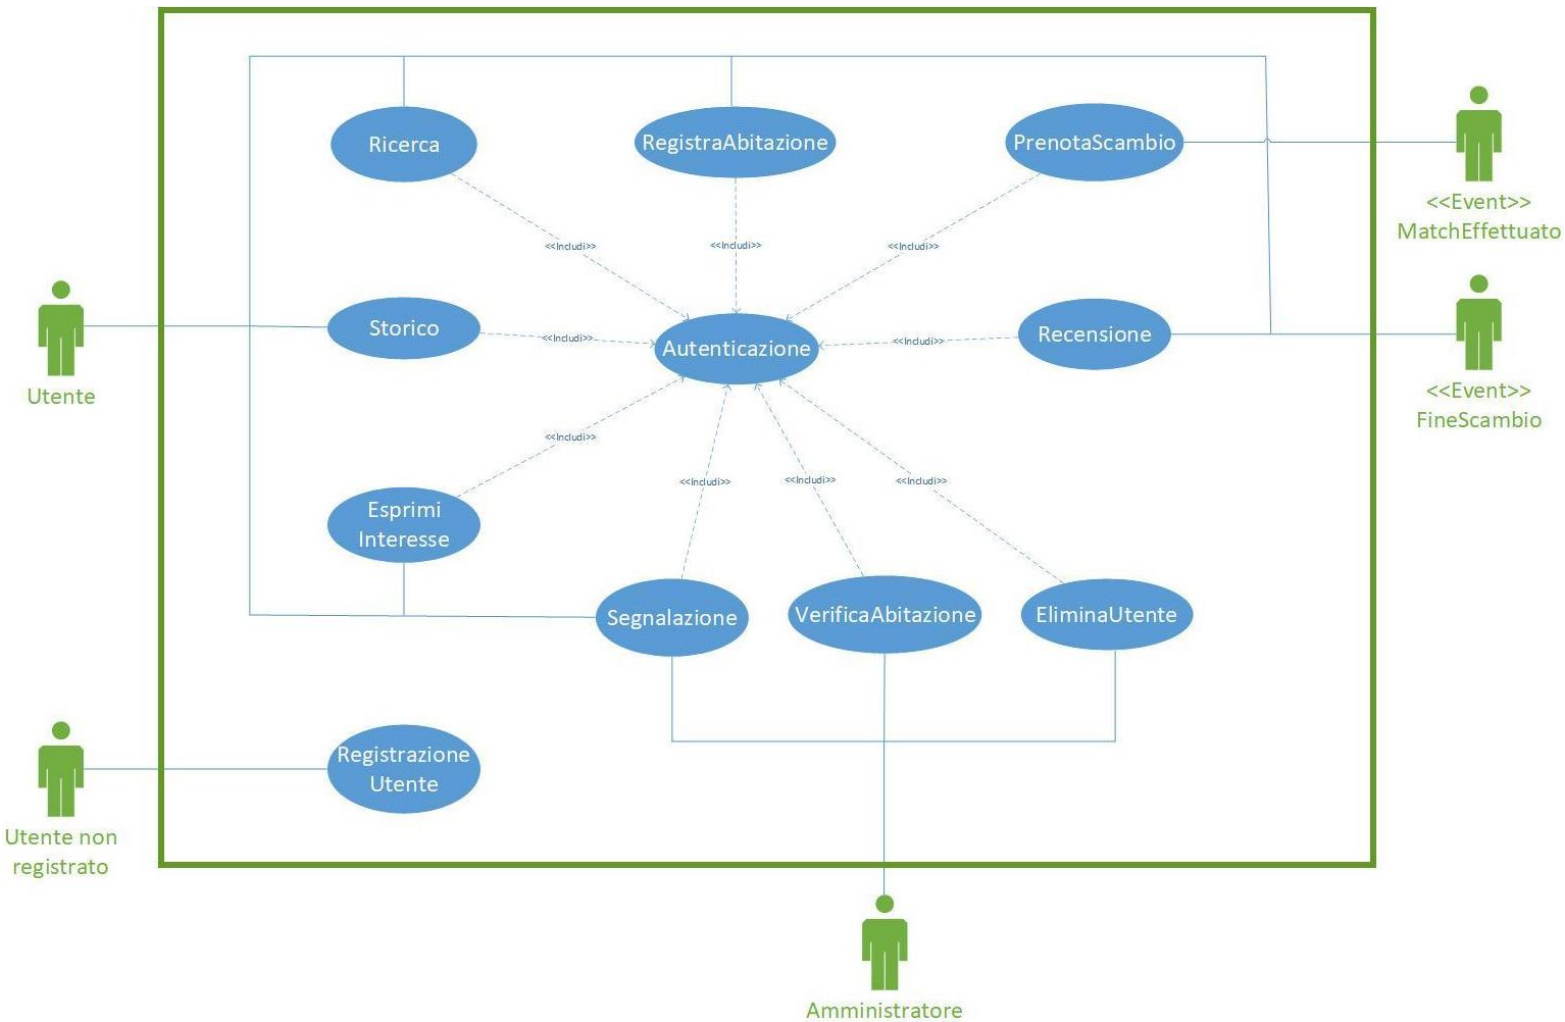 Ricerca
RegistraAbitazione
PrenotaScambio
<<Event>>
MatchEffettuato
<<Includi>>
<<Includi>>
<<Includi>>
Utente
Storico
<<Includi>>
Autenticazione
<<Includi>>
Recensione
<<Event>>
FineScambio
<<Includi>>
<<Includi>>
<<Includi>>
<<Includi>>
Esprimi
Interesse
Segnalazione
VerificaAbitazione
EliminaUtente
Registrazione
Utente
Utente non
registrato
Amministratore